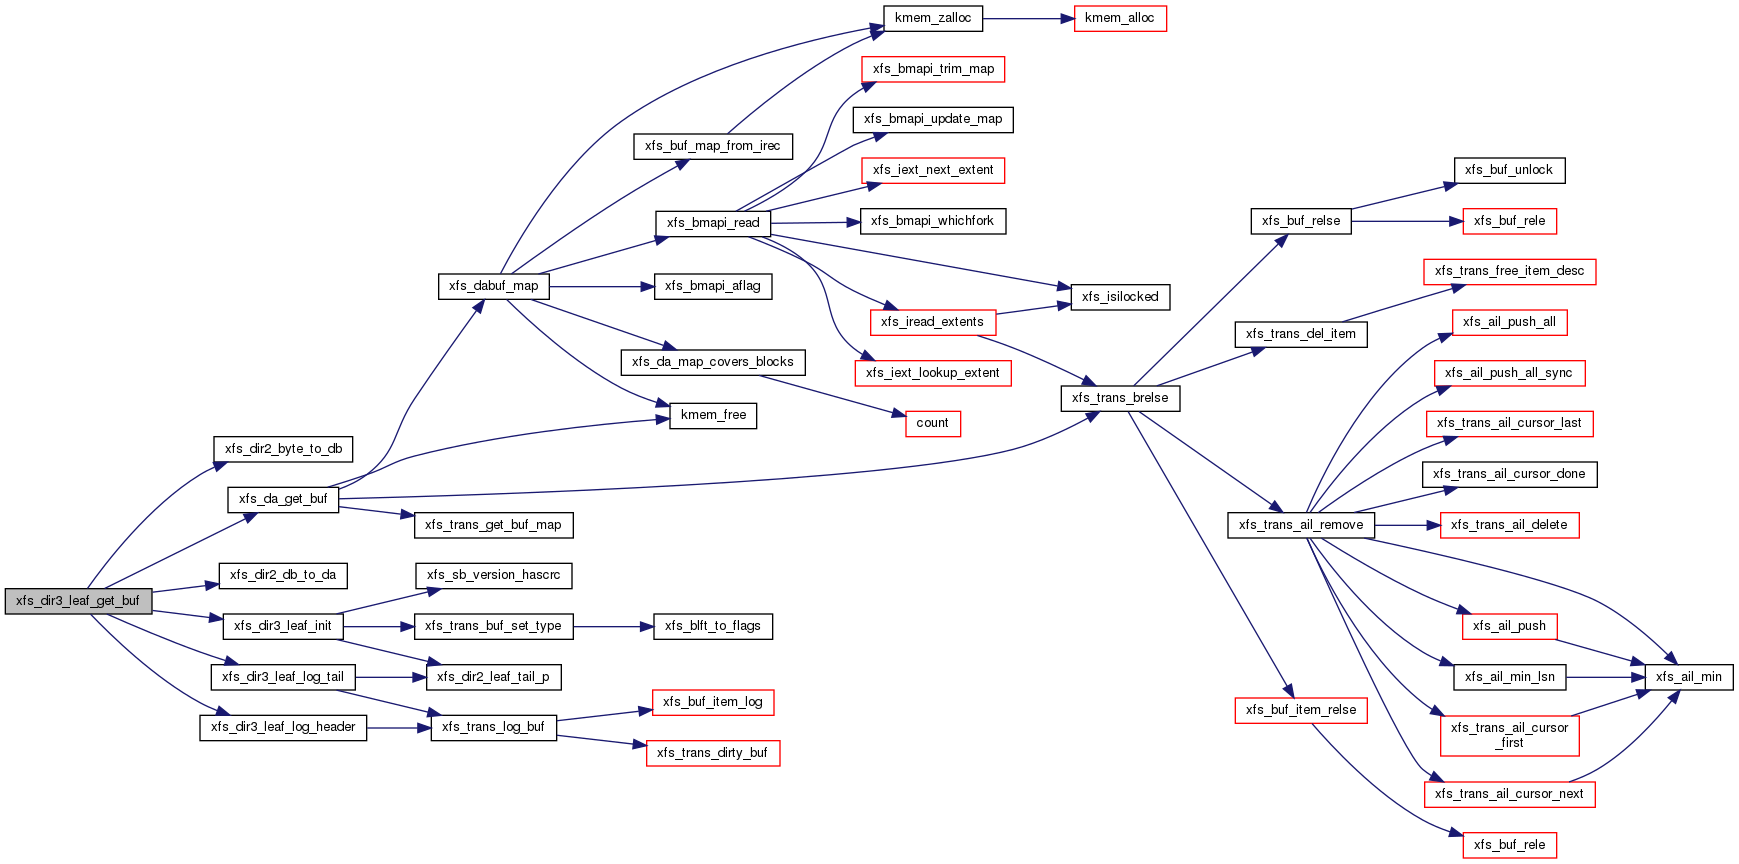 kmem_zalloc
kmem_alloc
xfs_bmapi_trim_map
xfs_bmapi_update_map
xfs_buf_map_from_irec
xfs_iext_next_extent
xfs_buf_unlock
xfs_bmapi_read
xfs_bmapi_whichfork
xfs_buf_relse
xfs_buf_rele
xfs_dabuf_map
xfs_bmapi_aflag
xfs_isilocked
xfs_trans_free_item_desc
xfs_iread_extents
xfs_trans_del_item
xfs_ail_push_all
xfs_da_map_covers_blocks
xfs_iext_lookup_extent
xfs_ail_push_all_sync
kmem_free
count
xfs_trans_brelse
xfs_trans_ail_cursor_last
xfs_dir2_byte_to_db
xfs_trans_ail_cursor_done
xfs_da_get_buf
xfs_trans_get_buf_map
xfs_trans_ail_remove
xfs_trans_ail_delete
xfs_dir2_db_to_da
xfs_sb_version_hascrc
xfs_dir3_leaf_get_buf
xfs_dir3_leaf_init
xfs_trans_buf_set_type
xfs_blft_to_flags
xfs_ail_push
xfs_dir3_leaf_log_tail
xfs_dir2_leaf_tail_p
xfs_ail_min_lsn
xfs_ail_min
xfs_buf_item_log
xfs_buf_item_relse
xfs_dir3_leaf_log_header
xfs_trans_log_buf
xfs_trans_ail_cursor
_first
xfs_trans_dirty_buf
xfs_trans_ail_cursor_next
xfs_buf_rele